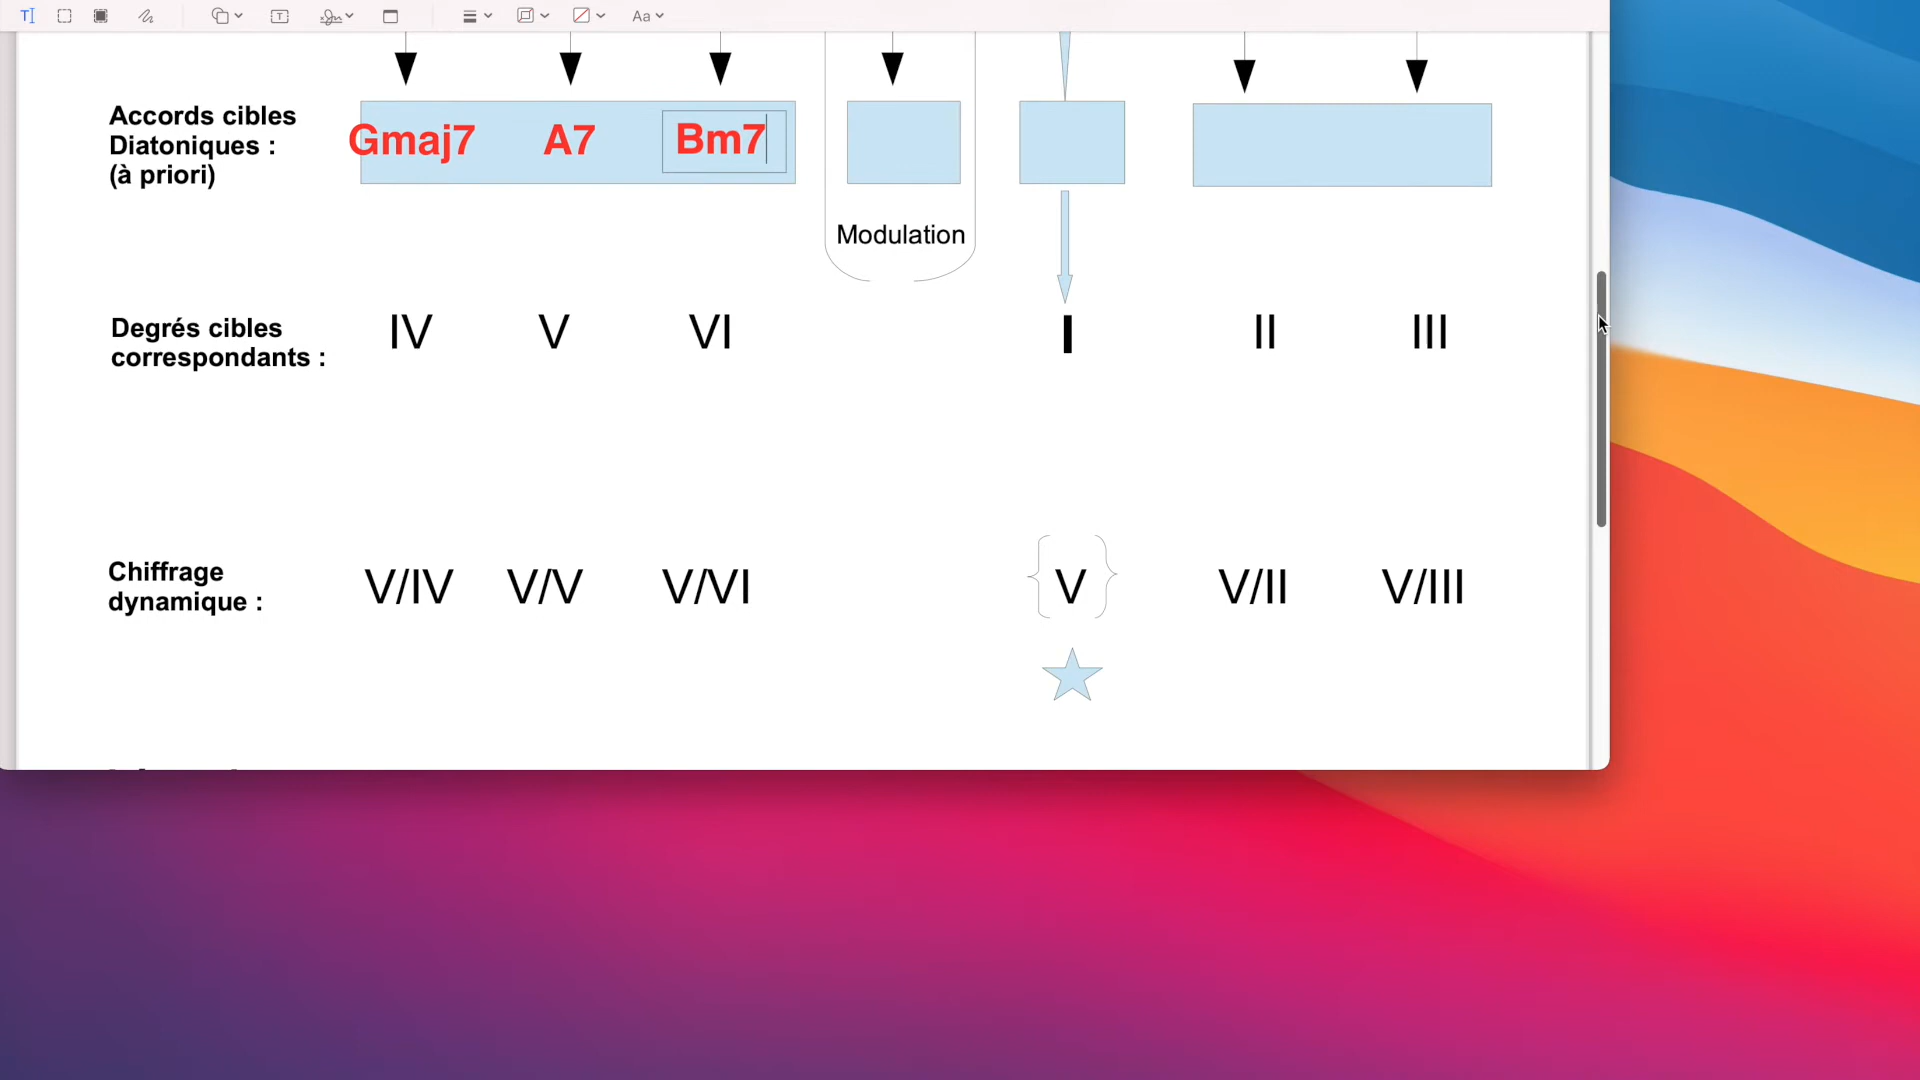 Aa
Accords cibles
Diatoniques :
(à priori)
Gmaj7 A7 Bm7
Modulation
Degrés cibles
correspondants :
IV V VI I II III
Chiffrage
dynamique :
V/IV V/V V/VI V V/II V/III